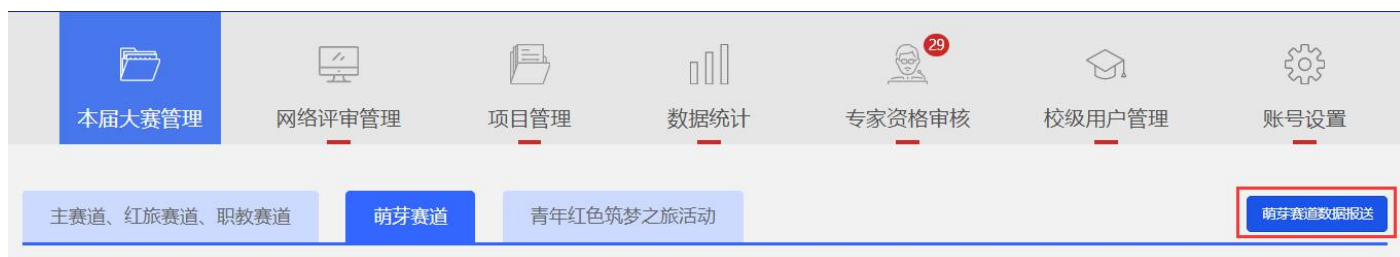 29
本届大赛管理 网络评审管理 项目管理 数据统计 专家资格审核 校级用户管理 账号设置
主赛道、红旅赛道、职教赛道 萌芽赛道 青年红色筑梦之旅活动 萌芽赛道数据报送